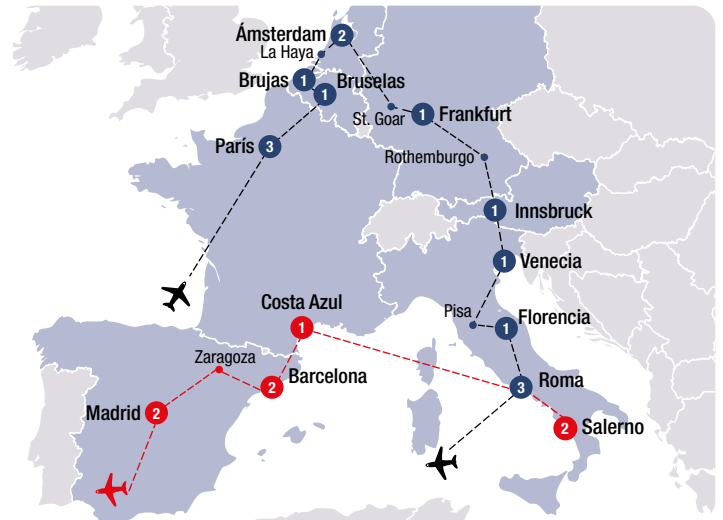 Ámsterdam
2
La Haya
Brujas
1
Bruselas
1
St. Goar
1
Frankfurt
París
3
Rothemburgo
1
Innsbruck
1
Venecia
Costa Azul
1
Pisa
1
Florencia
Zaragoza
2
Barcelona
3
Roma
Madrid
2
2
Salerno